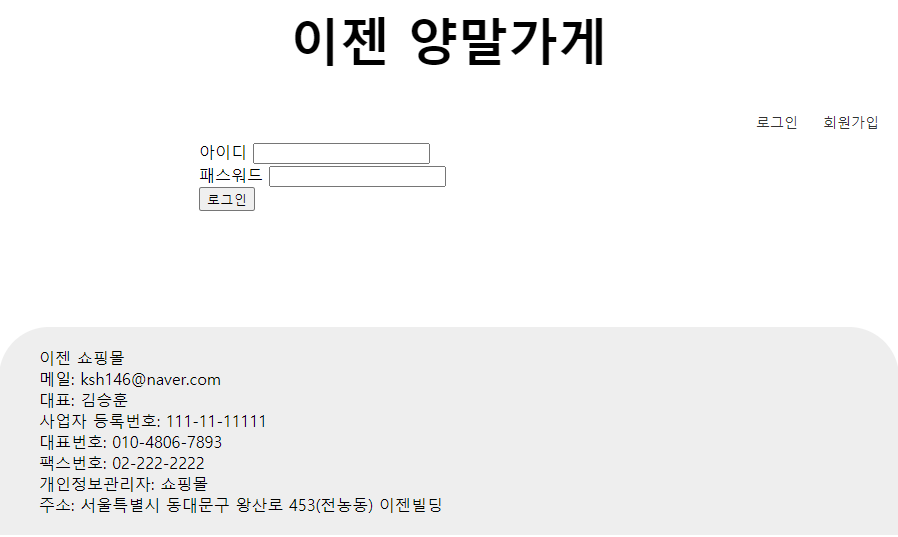 이젠 양말가게
로그인 회원가입
아이디
패스워드
로그인
이젠 쇼핑몰
메일: ksh146@naver.com
대표: 김승훈
사업자 등록번호: 111-11-11111
대표번호: 010-4806-7893
팩스번호: 02-222-2222
개인정보관리자: 쇼핑몰
주소: 서울특별시 동대문구 왕산로 453(전농동) 이젠빌딩